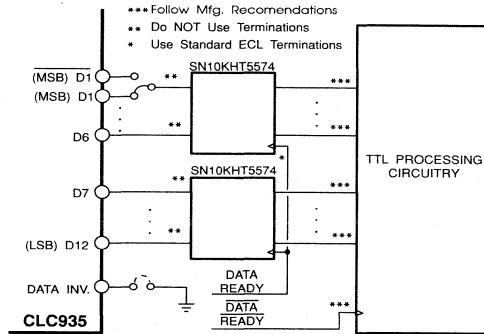 *** Follow Mfg. Recomendations
** Do NOT Use Terminations
* Use Standard ECL Terminations
SN10KHT5574
(MSB) D1
**
***
(MSB) D1
D6
**
***
*
TTL PROCESSING
CIRCUITRY
SN10KHT5574
D7
**
***
(LSB) D12
**
***
DATA INV.
DATA
READY
DATA
READY
***
CLC935